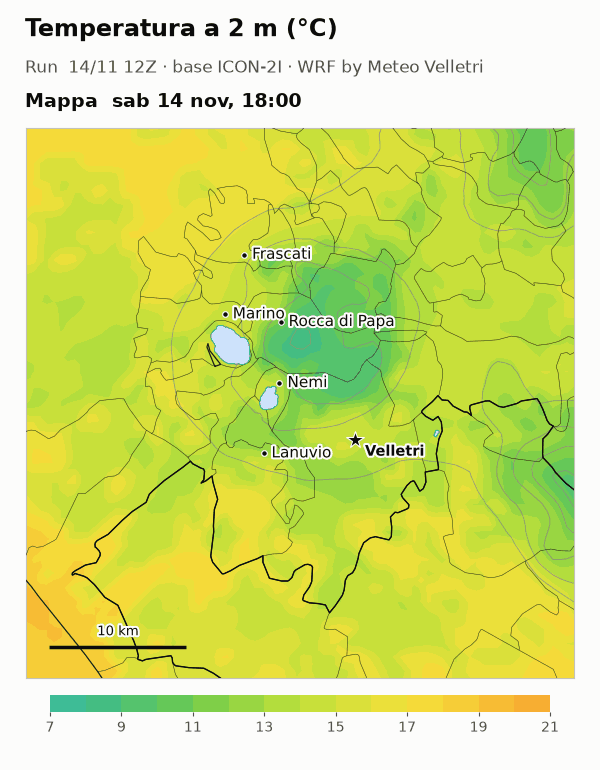 Temperatura a 2 m (°C)
Run  14/11 12Z · base ICON-2I · WRF by Meteo Velletri
Mappa  sab 14 nov, 18:00
Frascati
Marino
Rocca di Papa
Nemi
Velletri
Lanuvio
10 km
7 9 11 13 15 17 19 21